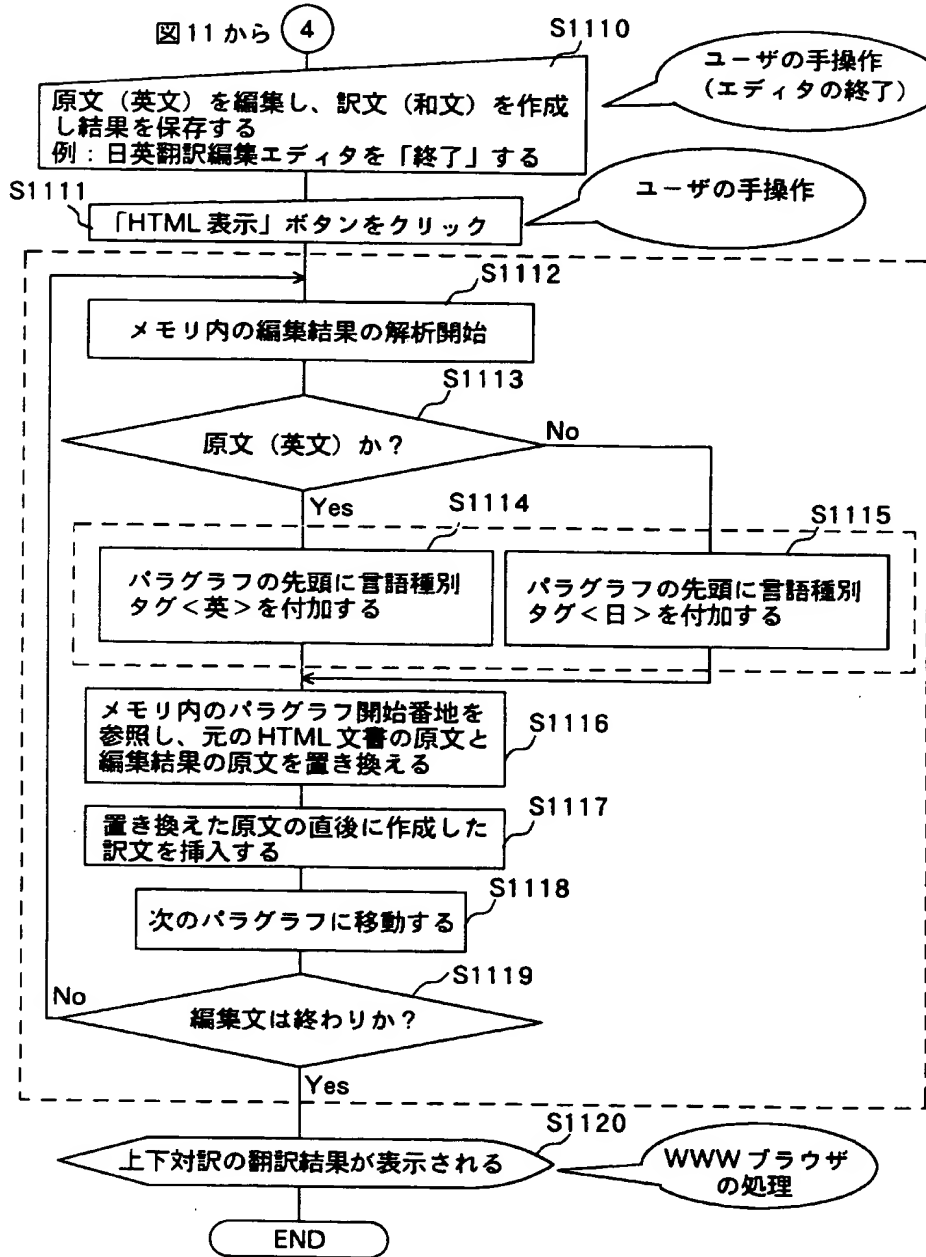 図11から 4
S1110
ユーザの手操作
(エディタの終了)
原文(英文)を編集し、訳文(和文)を作成
し結果を保存する
例:日英翻訳編集エディタを「終了」する
S1111
「HTML表示」ボタンをクリック
ユーザの手操作
S1112
メモリ内の編集結果の解析開始
S1113
原文(英文)か?
No
Yes
S1114
S1115
パラグラフの先頭に言語種別
タグ<英>を付加する
パラグラフの先頭に言語種別
タグ<日>を付加する
メモリ内のパラグラフ開始番地を
参照し、元のHTML文書の原文と
編集結果の原文を置き換える
S1116
置き換えた原文の直後に作成した
訳文を挿入する
S1117
次のパラグラフに移動する
S1118
S1119
No
編集文は終わりか?
Yes
S1120
上下対訳の翻訳結果が表示される
WWWブラウザ
の処理
END